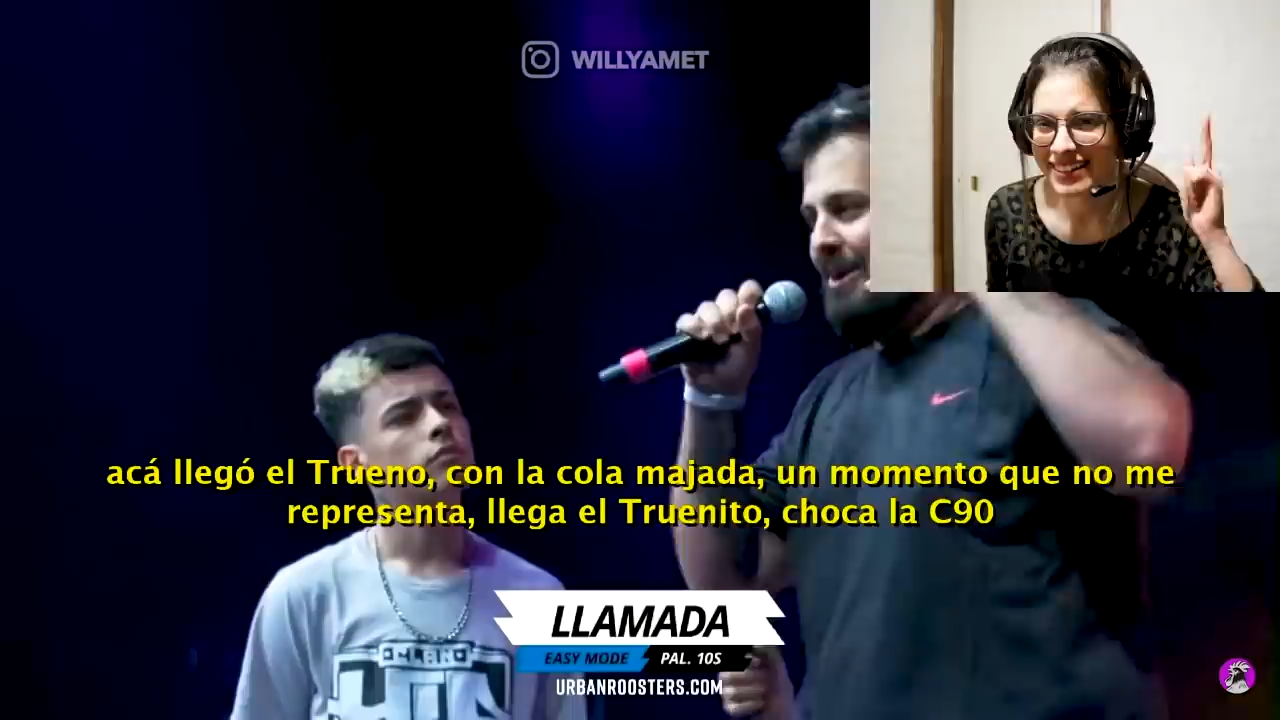 WILLYAMET
acá llegó el Trueno, con la cola majada, un momento que no me
representa, llega el Truenito, choca la C90
LLAMADA
EASY MODE PAL. 10S
URBANROOSTERS.COM